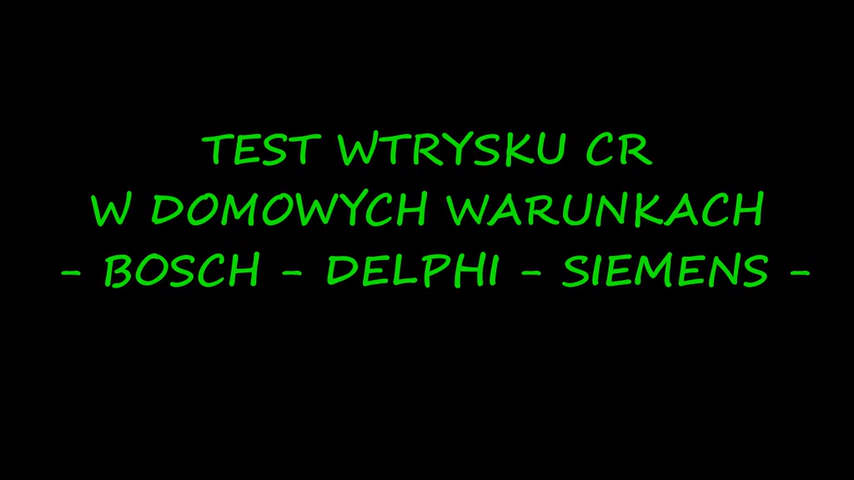 TEST WTRYSKU CR
W DOMOWYCH WARUNKACH
- BOSCH - DELPHI - SIEMENS -